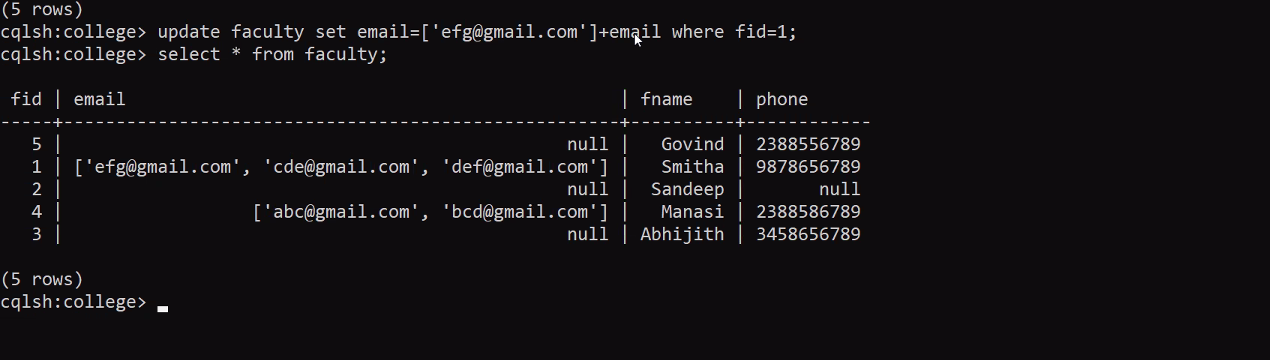 (5 rows)
cqlsh:college> update faculty set email=['efg@gmail.com']+email where fid=1;
cqlsh:college> select * from faculty;
 fid | email                                               | fname    | phone
-----+-----------------------------------------------------+----------+------------
   5 |                                                null |   Govind | 2388556789
   1 | ['efg@gmail.com', 'cde@gmail.com', 'def@gmail.com'] |   Smitha | 9878656789
   2 |                                                null |  Sandeep |       null
   4 |                  ['abc@gmail.com', 'bcd@gmail.com'] |   Manasi | 2388586789
   3 |                                                null | Abhijith | 3458656789
(5 rows)
cqlsh:college>